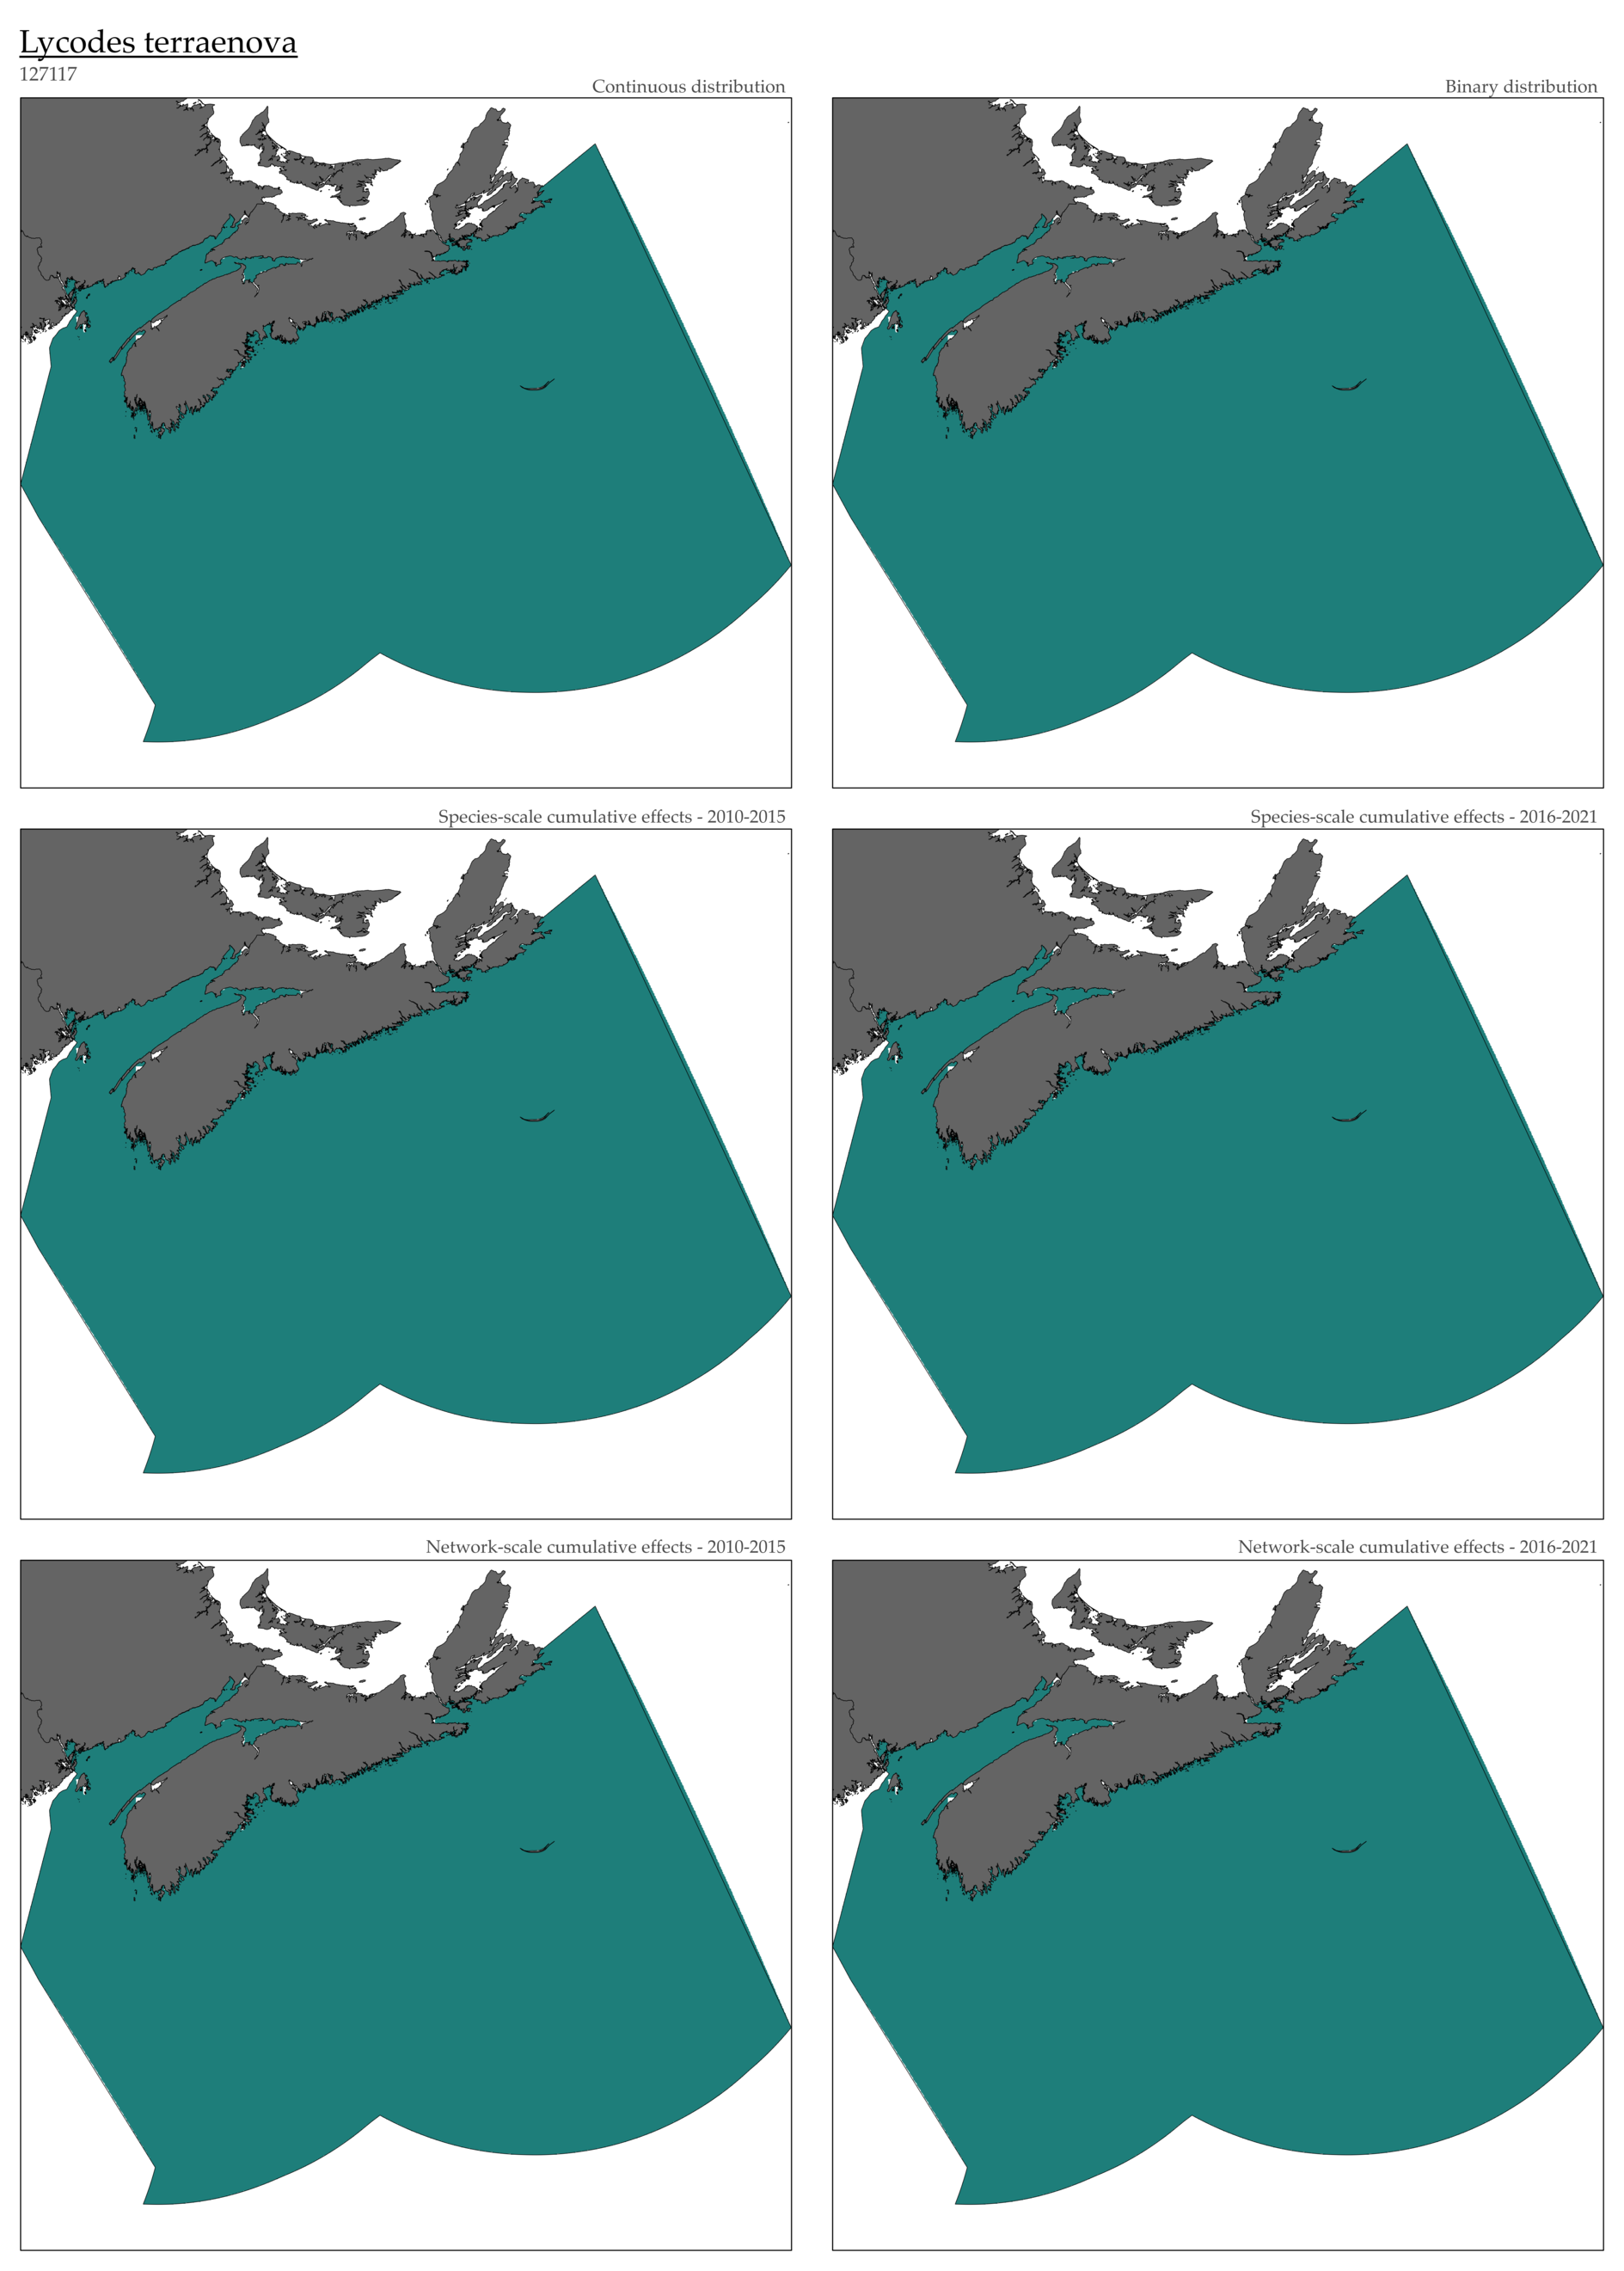 Lycodes terraenova
127117
Continuous distribution
Binary distribution
Species-scale cumulative effects - 2010-2015
Species-scale cumulative effects - 2016-2021
Network-scale cumulative effects - 2010-2015
Network-scale cumulative effects - 2016-2021